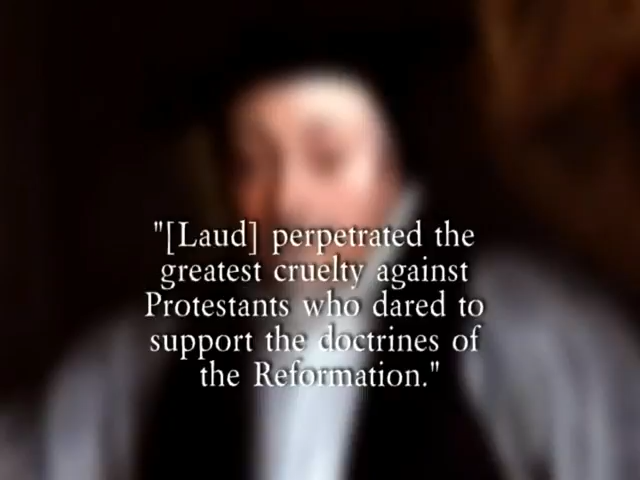 "[Laud] perpetrated the
greatest cruelty against
Protestants who dared to
support the doctrines of
the Reformation."